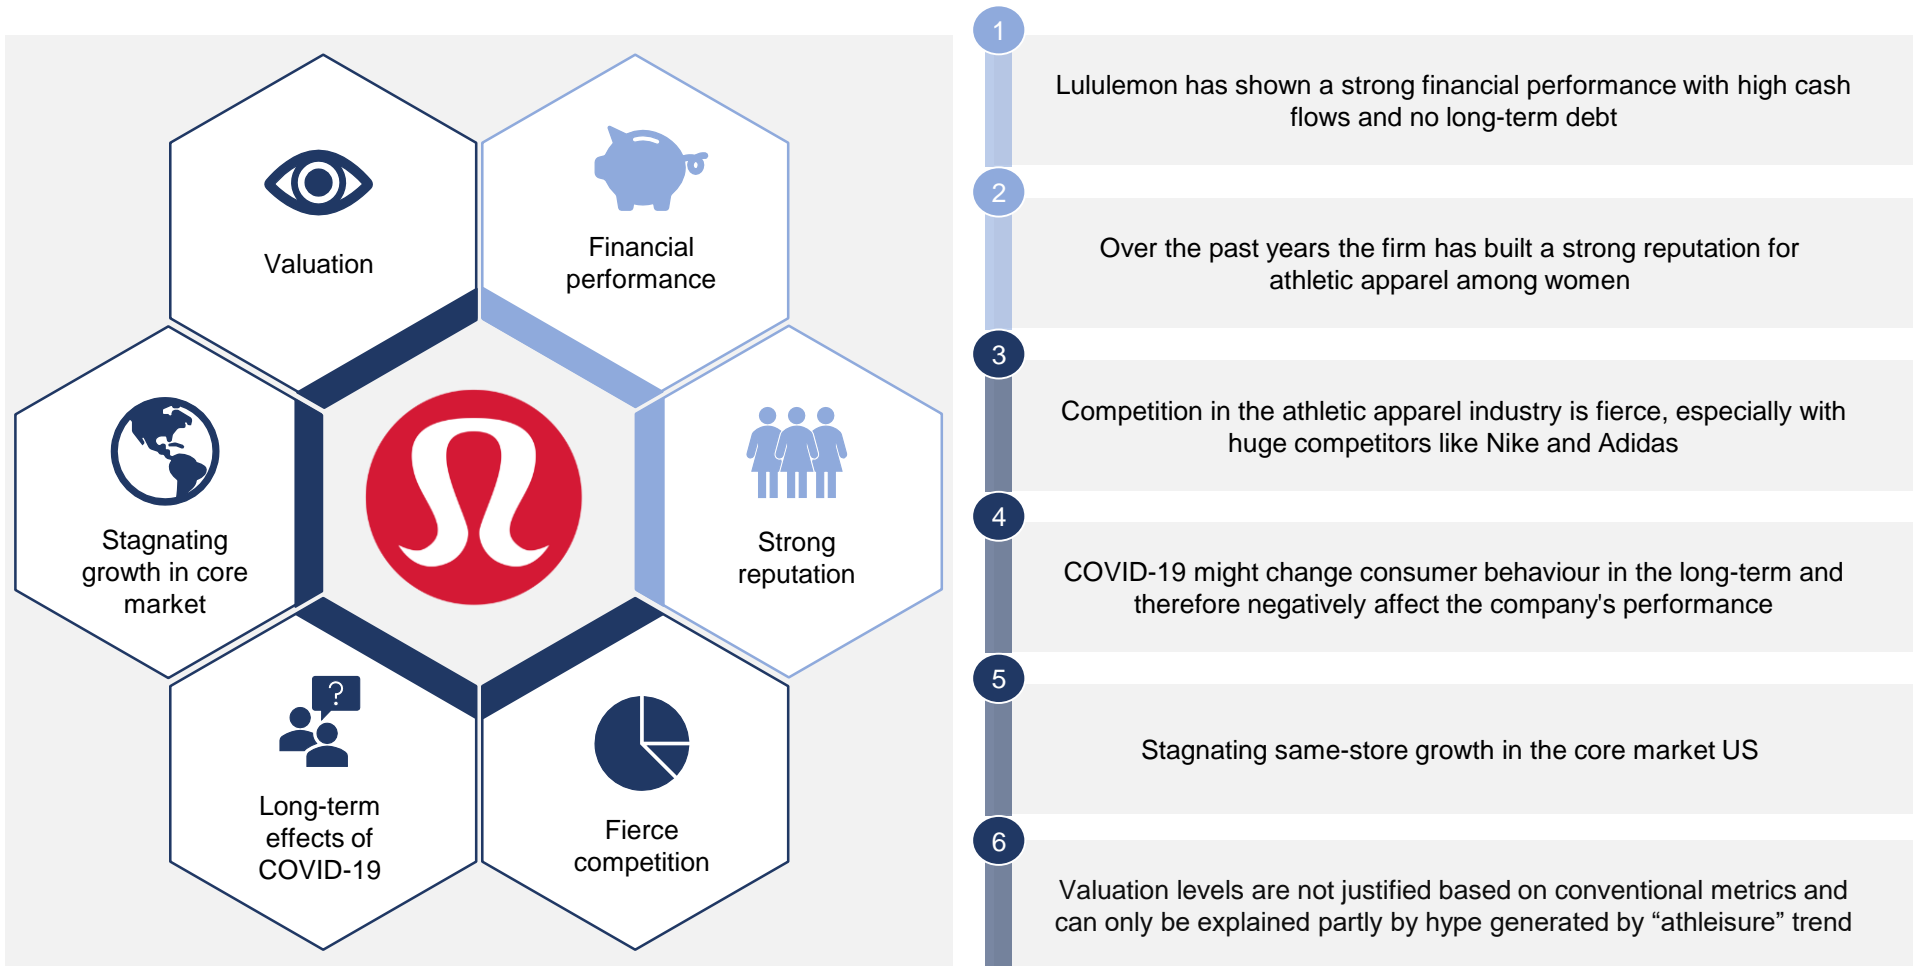 Valuation
Financial
performance
Stagnating
growth in core
market
Strong
reputation
?
Long-term
effects of
COVID-19
Fierce
competition
1
Lululemon has shown a strong financial performance with high cash
flows and no long-term debt
2
Over the past years the firm has built a strong reputation for
athletic apparel among women
3
Competition in the athletic apparel industry is fierce, especially with
huge competitors like Nike and Adidas
4
COVID-19 might change consumer behaviour in the long-term and
therefore negatively affect the company's performance
5
Stagnating same-store growth in the core market US
6
Valuation levels are not justified based on conventional metrics and
can only be explained partly by hype generated by “athleisure” trend